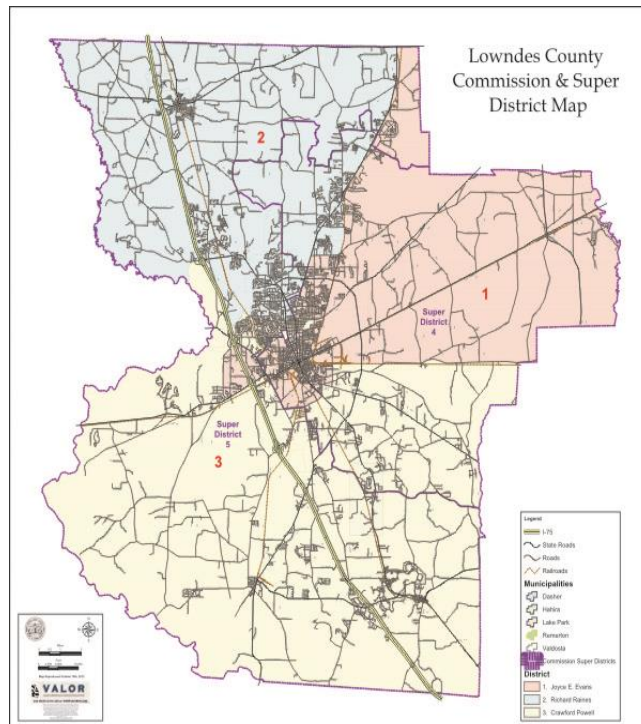 Lowndes County
Commission & Super
District Map
2
1
Super
District
4
Super
District
5
3
Legend
I-75
State Roads
Roads
Railroads
Municipalities
Dasher
Hahira
Lake Park
Remerton
Valdosta
Commission Super Districts
District
1. Joyce E. Evans
2. Richard Raines
3. Crawford Powell
VALOR